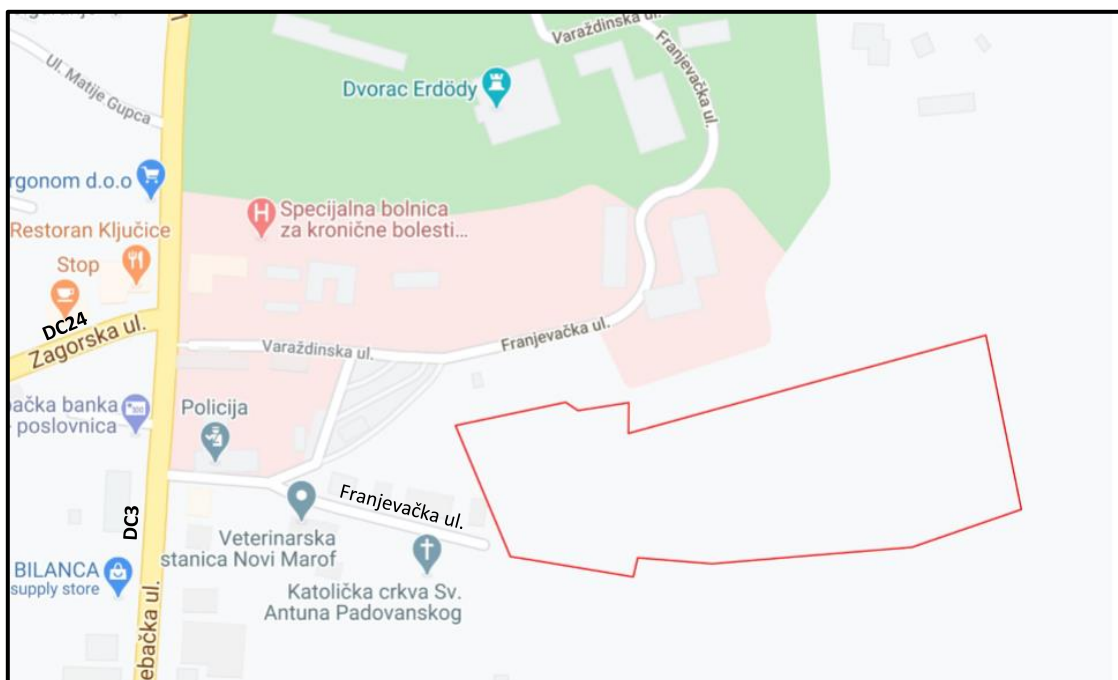 Varaždinska ul.
Franjevačka ul.
Ul. Matije Gupca
Dvorac Erdödy
rgonom d.o.o
Specijalna bolnica
za kronične bolesti...
Restoran Ključice
Stop
DC24
Zagorska ul.
Varaždinska ul.
Franjevačka ul.
ačka banka
poslovnica
Policija
DC3
Franjevačka ul.
Veterinarska
stanica Novi Marof
BILANCA
supply store
Katolička crkva Sv.
Antuna Padovanskog
ebačka ul.